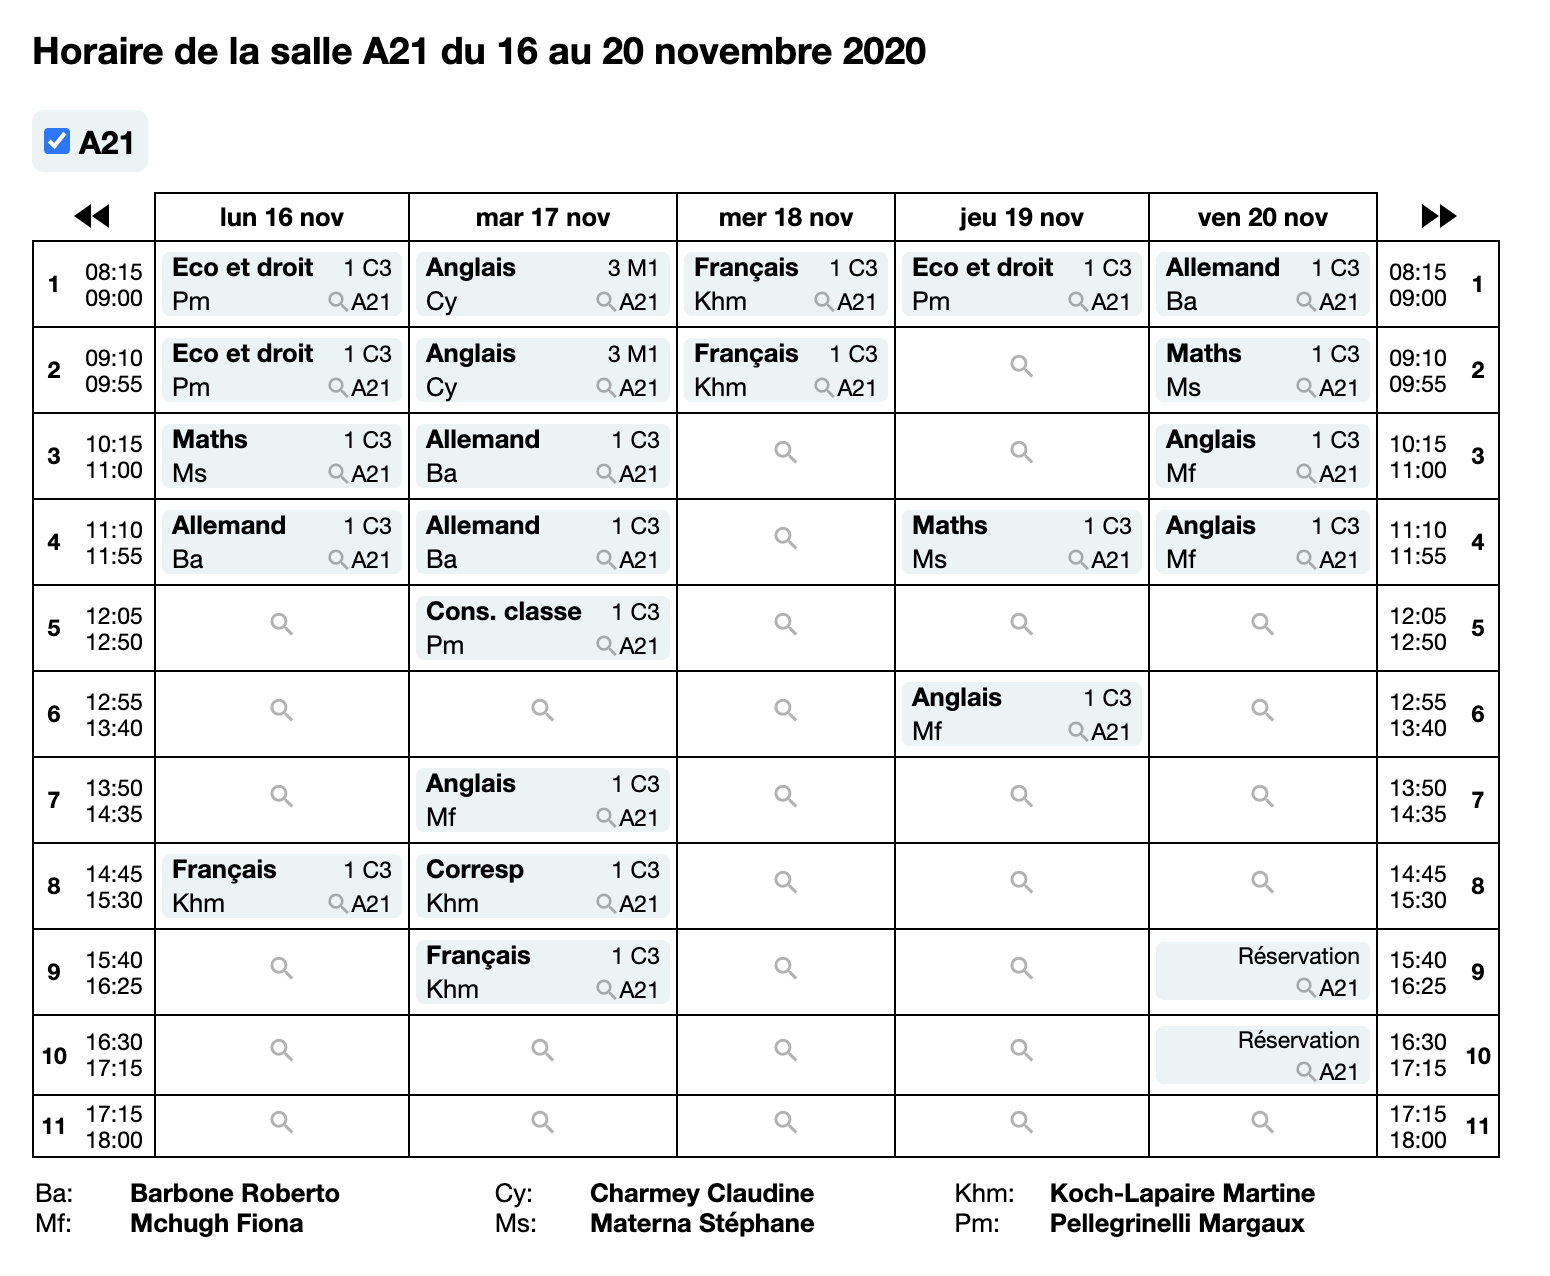 Horaire de la salle A21 du 16 au 20 novembre 2020
A21
lun 16 nov mar 17 nov mer 18 nov jeu 19 nov ven 20 nov
08:15 Eco et droit 1 C3 Anglais 3 M1 Français 1 C3 Eco et droit 1 C3 Allemand 1 C3 08:15
1 09:00 Pm A21 Cy A21 Khm A21 Pm A21 Ba A21 09:00 1
09:10 Eco et droit 1 C3 Anglais 3 M1 Français 1 C3 Maths 1 C3 09:10
2 09:55 Pm A21 Cy A21 Khm A21 Ms A21 09:55 2
10:15 Maths 1 C3 Allemand 1 C3 Anglais 1 C3 10:15
3 11:00 Ms A21 Ba A21 Mf A21 11:00 3
11:10 Allemand 1 C3 Allemand 1 C3 Maths 1 C3 Anglais 1 C3 11:10
4 11:55 Ba A21 Ba A21 Ms A21 Mf A21 11:55 4
12:05 Cons. classe 1 C3 12:05
5 12:50 Pm A21 12:50 5
12:55 Anglais 1 C3 12:55
6 13:40 Mf A21 13:40 6
13:50 Anglais 1 C3 13:50
7 14:35 Mf A21 14:35 7
14:45 Français 1 C3 Corresp 1 C3 14:45
8 15:30 Khm A21 Khm A21 15:30 8
15:40 Français 1 C3 Réservation 15:40
9 16:25 Khm A21 A21 16:25 9
16:30 Réservation 16:30
10 17:15 A21 17:15 10
17:15 17:15
11 18:00 18:00 11
Ba: Barbone Roberto Cy: Charmey Claudine Khm: Koch-Lapaire Martine
Mf: Mchugh Fiona Ms: Materna Stéphane Pm: Pellegrinelli Margaux